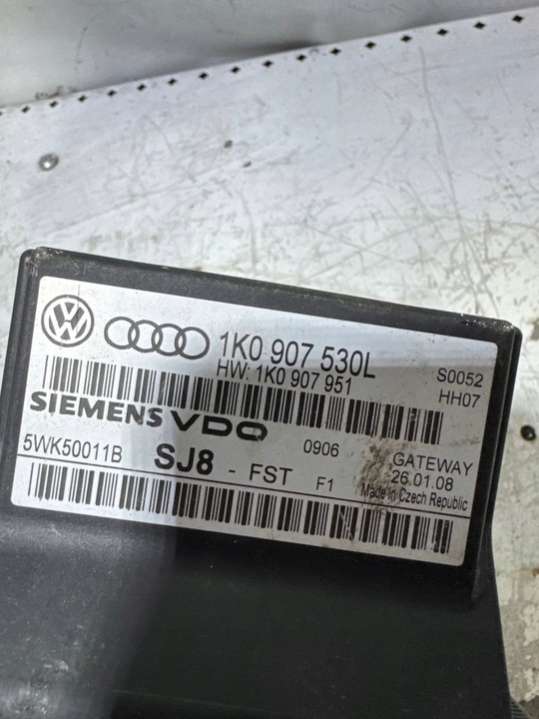 1K0 907 530L
HW: 1K0 907 951
S0052
HH07
SIEMENS VDO
5WK50011B
SJ8 - FST
0906
F1
GATEWAY
26.01.08
Made in Czech Republic